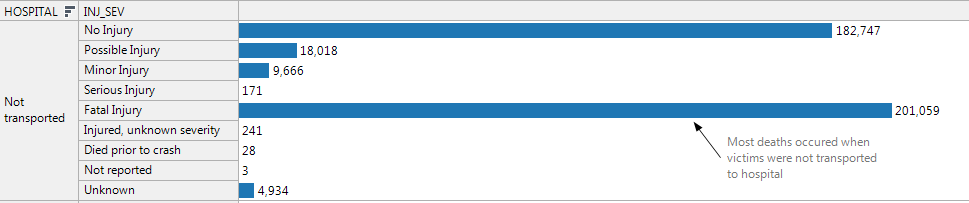 HOSPITAL INJ_SEV
No Injury 182,747
Possible Injury 18,018
Minor Injury 9,666
Serious Injury 171
Not
transported
Fatal Injury 201,059
Injured, unknown severity 241
Died prior to crash 28
Not reported 3
Unknown 4,934
Most deaths occured when
victims were not transported
to hospital